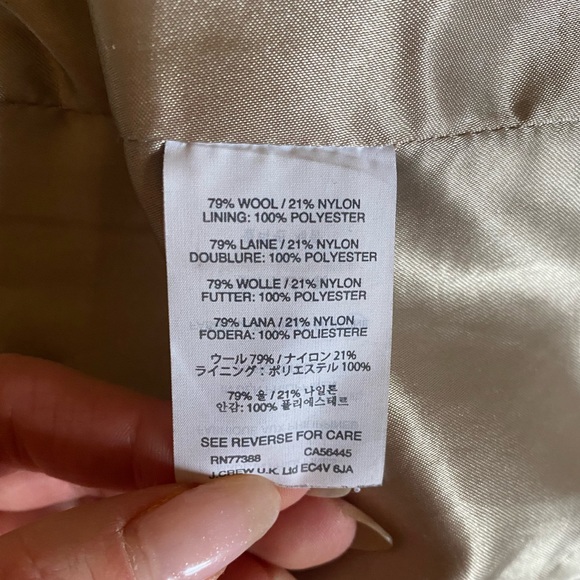 79% WOOL / 21% NYLON
LINING: 100% POLYESTER
79% LAINE / 21% NYLON
DOUBLURE: 100% POLYESTER
79% WOLLE / 21% NYLON
FUTTER: 100% POLYESTER
79% LANA / 21% NYLON
FODERA: 100% POLIESTERE
ウール 79% / ナイロン 21%
ライニング : ポリエステル 100%
79% 울 / 21% 나일론
안감: 100% 폴리에스테르
SEE REVERSE FOR CARE
RN77388 CA56445
J.CREW U.K. Ltd EC4V 6JA